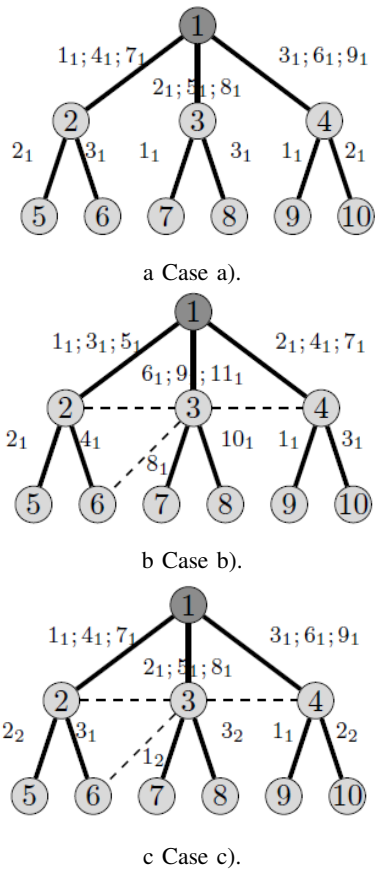 1
1₁;4₁;7₁ 3₁;6₁;9₁
2₁;5₁;8₁
2 3 4
2₁ 3₁ 1₁ 3₁ 1₁ 2₁
5 6 7 8 9 10
a Case a).
1
1₁;3₁;5₁ 2₁;4₁;7₁
6₁;9₁;11₁
2 3 4
2₁ 4₁ 10₁ 1₁ 3₁
8₁
5 6 7 8 9 10
b Case b).
1
1₁;4₁;7₁ 3₁;6₁;9₁
2₁;5₁;8₁
2 3 4
2₂ 3₁ 3₂ 1₁ 2₂
1₂
5 6 7 8 9 10
c Case c).